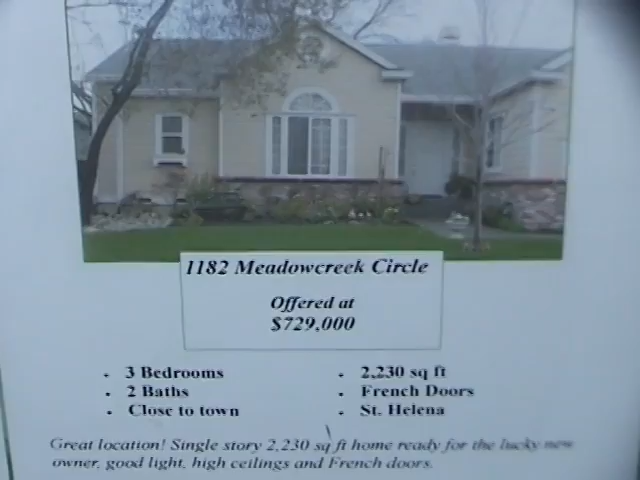 1182 Meadowcreek Circle
Offered at
$729,000
3 Bedrooms
2 Baths
Close to town
2,230 sq ft
French Doors
St. Helena
Great location! Single story 2,230 sq ft home ready for the lucky new
owner, good light, high ceilings and French doors.